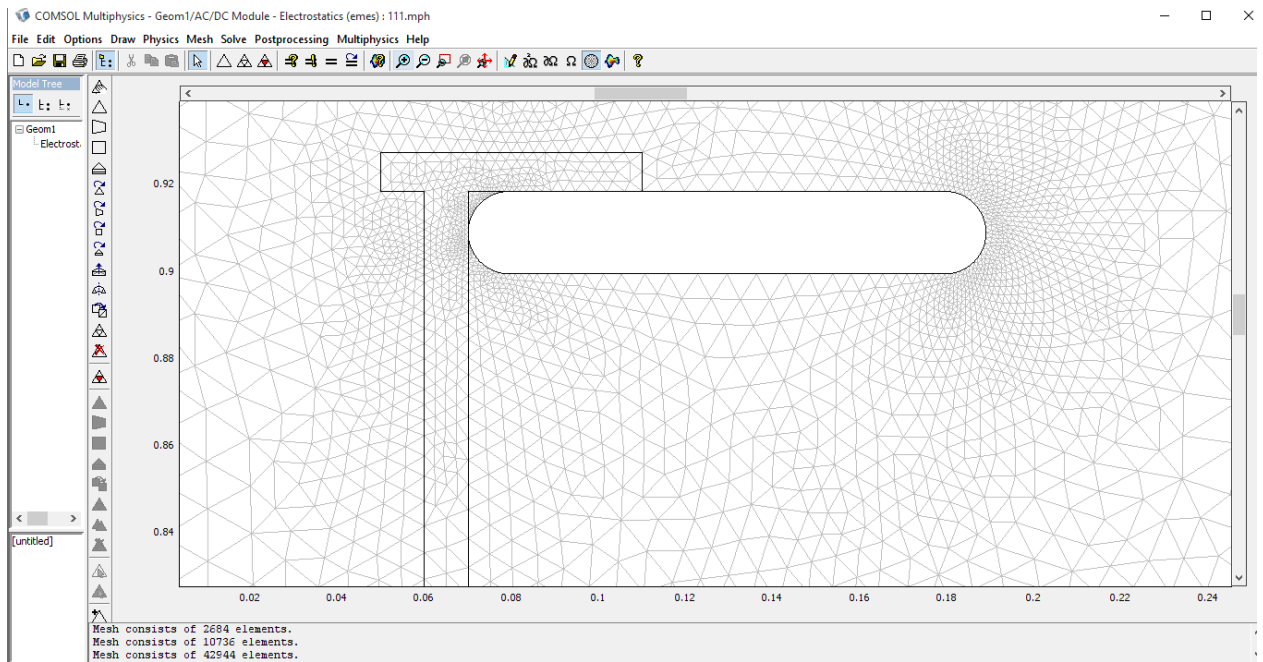 COMSOL Multiphysics - Geom1/AC/DC Module - Electrostatics (emes) : 111.mph
File Edit Options Draw Physics Mesh Solve Postprocessing Multiphysics Help
Model Tree
Geom1
Electrost
[untitled]
0.92
0.9
0.88
0.86
0.84
0.02 0.04 0.06 0.08 0.1 0.12 0.14 0.16 0.18 0.2 0.22 0.24
Mesh consists of 2684 elements.
Mesh consists of 10736 elements.
Mesh consists of 42944 elements.